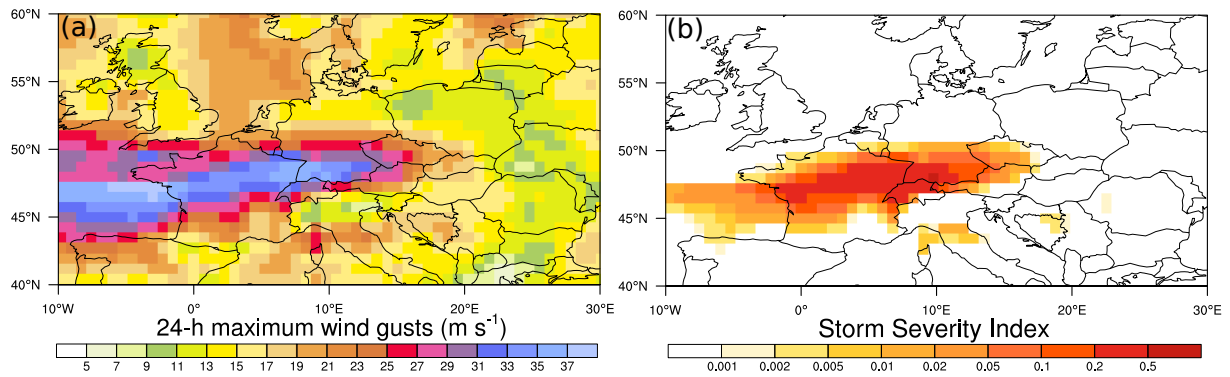 (a)
60°N
55°N
50°N
45°N
40°N
10°W 0° 10°E 20°E 30°E
24-h maximum wind gusts (m s⁻¹)
5 7 9 11 13 15 17 19 21 23 25 27 29 31 33 35 37
(b)
60°N
55°N
50°N
45°N
40°N
10°W 0° 10°E 20°E 30°E
Storm Severity Index
0.001 0.002 0.005 0.01 0.02 0.05 0.1 0.2 0.5